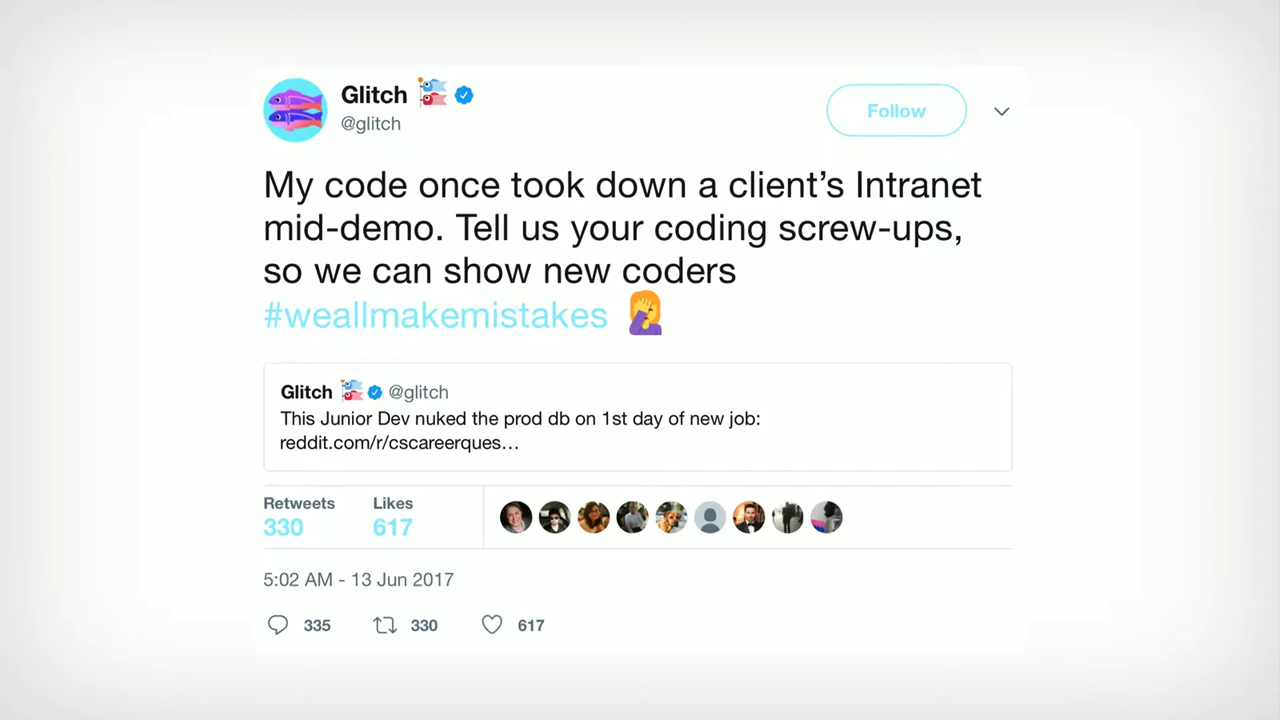 Glitch
@glitch
Follow
My code once took down a client’s Intranet
mid-demo. Tell us your coding screw-ups,
so we can show new coders
#weallmakemistakes
Glitch @glitch
This Junior Dev nuked the prod db on 1st day of new job:
reddit.com/r/cscareerques…
Retweets Likes
330 617
5:02 AM - 13 Jun 2017
335 330 617